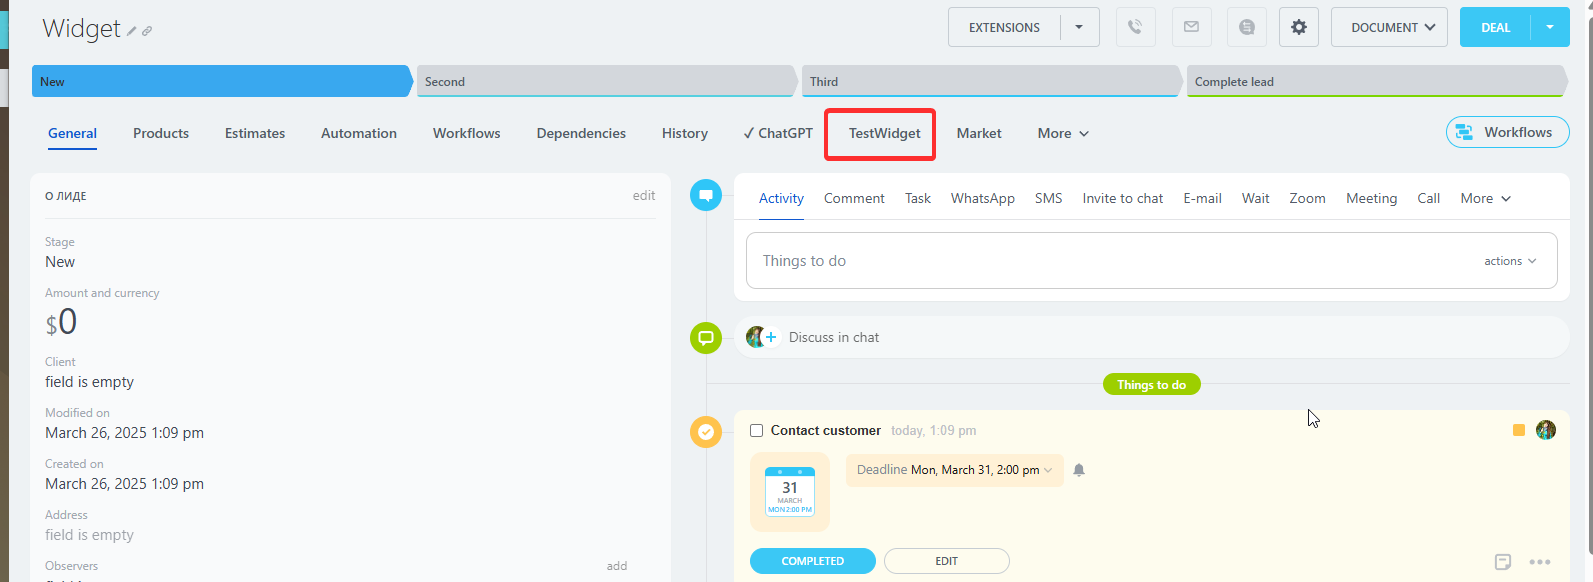 Widget
EXTENSIONS
DOCUMENT
DEAL
New
Second
Third
Complete lead
General
Products
Estimates
Automation
Workflows
Dependencies
History
✓ ChatGPT
TestWidget
Market
More
Workflows
О ЛИДЕ
edit
Stage
New
Amount and currency
$0
Client
field is empty
Modified on
March 26, 2025 1:09 pm
Created on
March 26, 2025 1:09 pm
Address
field is empty
Observers
add
Activity
Comment
Task
WhatsApp
SMS
Invite to chat
E-mail
Wait
Zoom
Meeting
Call
More
Things to do
actions
Discuss in chat
Things to do
Contact customer today, 1:09 pm
31
MARCH
MON 2:00 PM
Deadline Mon, March 31, 2:00 pm
COMPLETED
EDIT